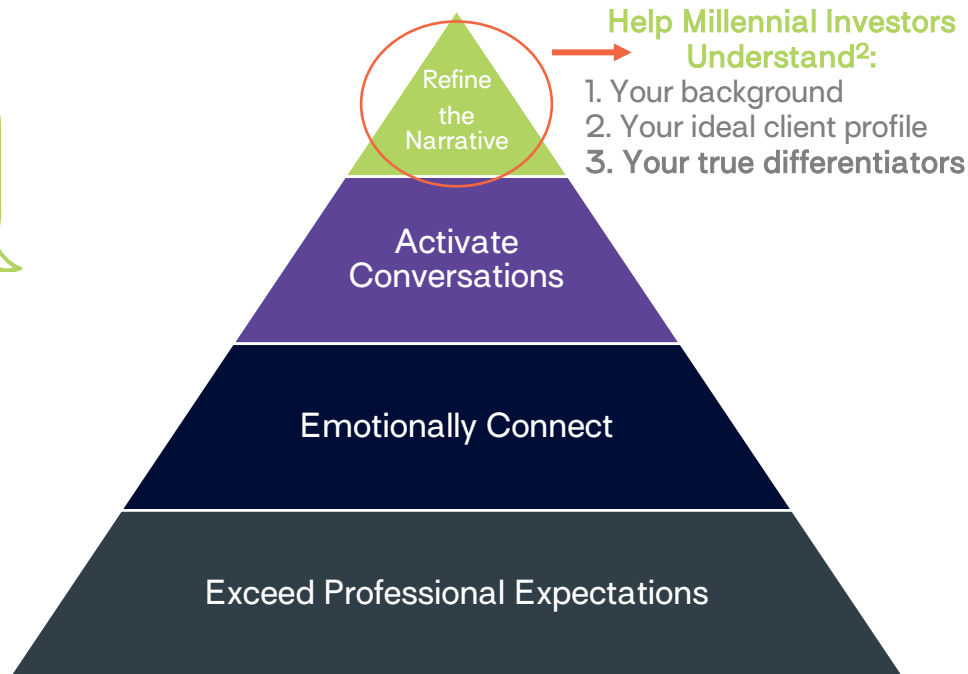 Help Millennial Investors
Understand²:
1. Your background
2. Your ideal client profile
3. Your true differentiators
Refine
the
Narrative
Activate
Conversations
Emotionally Connect
Exceed Professional Expectations